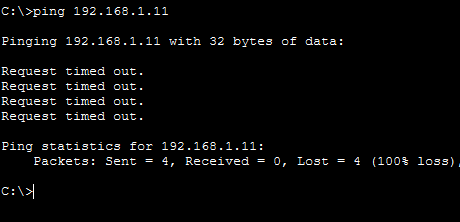 C:\>ping 192.168.1.11
Pinging 192.168.1.11 with 32 bytes of data:
Request timed out.
Request timed out.
Request timed out.
Request timed out.
Ping statistics for 192.168.1.11:
    Packets: Sent = 4, Received = 0, Lost = 4 (100% loss),
C:\>